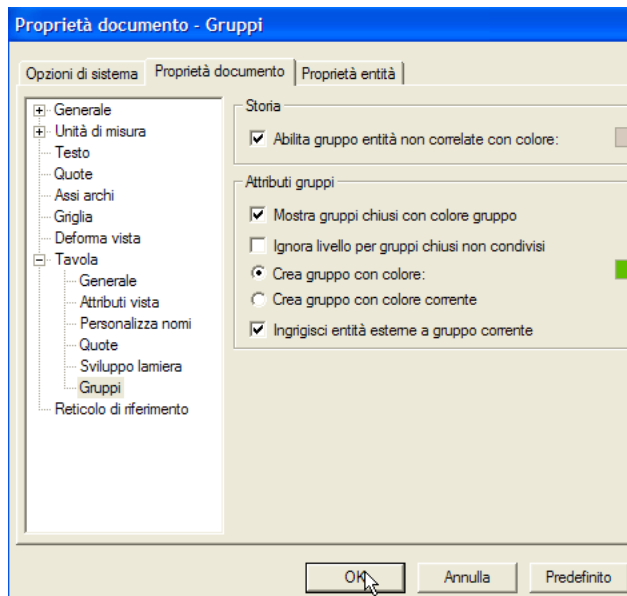 Proprietà documento - Gruppi
Opzioni di sistema
Proprietà documento
Proprietà entità
Generale
Unità di misura
Testo
Quote
Assi archi
Griglia
Deforma vista
Tavola
Generale
Attributi vista
Personalizza nomi
Quote
Sviluppo lamiera
Gruppi
Reticolo di riferimento
Storia
Abilita gruppo entità non correlate con colore:
Attributi gruppi
Mostra gruppi chiusi con colore gruppo
Ignora livello per gruppi chiusi non condivisi
Crea gruppo con colore:
Crea gruppo con colore corrente
Ingrigisci entità esterne a gruppo corrente
OK
Annulla
Predefinito